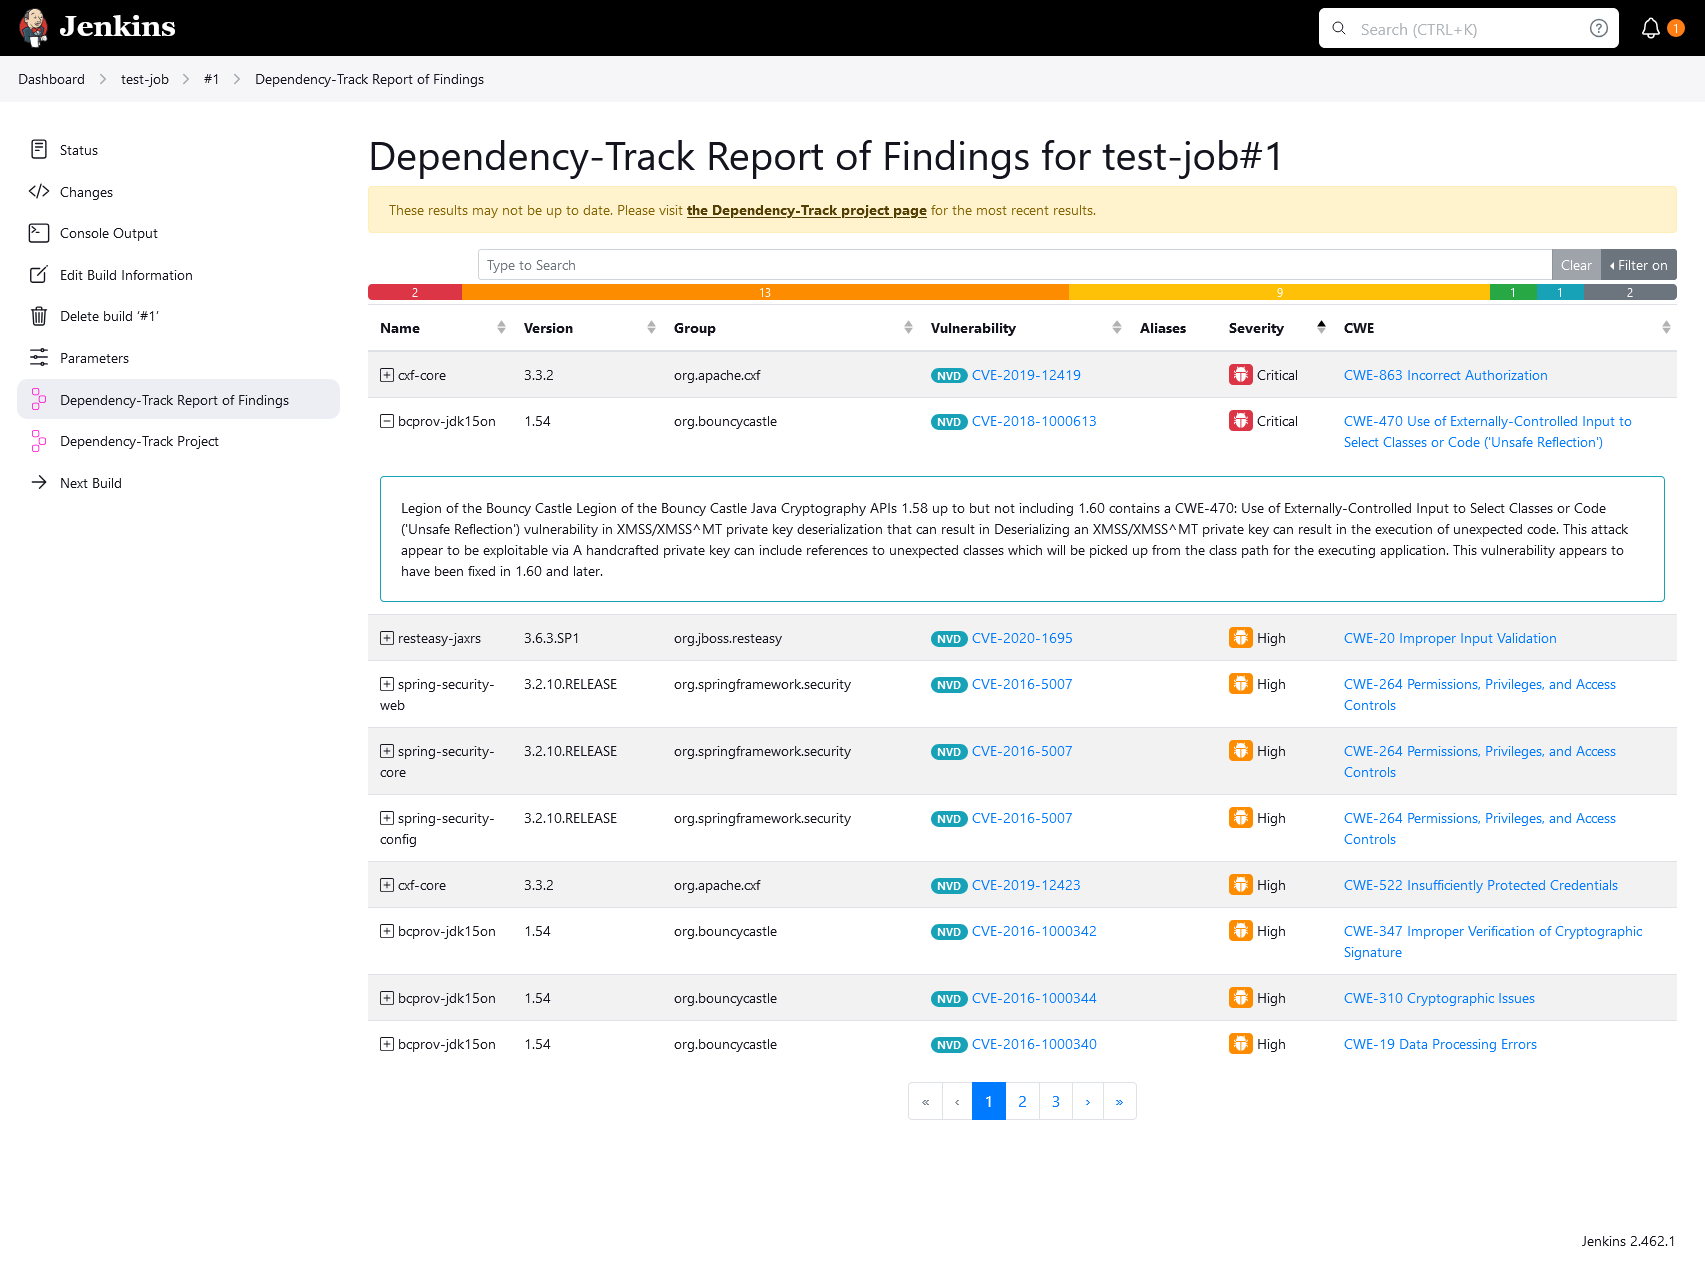 Jenkins
Search (CTRL+K)
?
1
Dashboard > test-job > #1 > Dependency-Track Report of Findings
Status
Changes
Console Output
Edit Build Information
Delete build ‘#1’
Parameters
Dependency-Track Report of Findings
Dependency-Track Project
Next Build
Dependency-Track Report of Findings for test-job#1
These results may not be up to date. Please visit the Dependency-Track project page for the most recent results.
Type to Search
Clear
Filter on
2 13 9 1 1 2
Name Version Group Vulnerability Aliases Severity CWE
cxf-core 3.3.2 org.apache.cxf NVD CVE-2019-12419 Critical CWE-863 Incorrect Authorization
bcprov-jdk15on 1.54 org.bouncycastle NVD CVE-2018-1000613 Critical CWE-470 Use of Externally-Controlled Input to
Select Classes or Code ('Unsafe Reflection')
Legion of the Bouncy Castle Legion of the Bouncy Castle Java Cryptography APIs 1.58 up to but not including 1.60 contains a CWE-470: Use of Externally-Controlled Input to Select Classes or Code
('Unsafe Reflection') vulnerability in XMSS/XMSS^MT private key deserialization that can result in Deserializing an XMSS/XMSS^MT private key can result in the execution of unexpected code. This attack
appear to be exploitable via A handcrafted private key can include references to unexpected classes which will be picked up from the class path for the executing application. This vulnerability appears to
have been fixed in 1.60 and later.
resteasy-jaxrs 3.6.3.SP1 org.jboss.resteasy NVD CVE-2020-1695 High CWE-20 Improper Input Validation
spring-security- 3.2.10.RELEASE org.springframework.security NVD CVE-2016-5007 High CWE-264 Permissions, Privileges, and Access
web Controls
spring-security- 3.2.10.RELEASE org.springframework.security NVD CVE-2016-5007 High CWE-264 Permissions, Privileges, and Access
core Controls
spring-security- 3.2.10.RELEASE org.springframework.security NVD CVE-2016-5007 High CWE-264 Permissions, Privileges, and Access
config Controls
cxf-core 3.3.2 org.apache.cxf NVD CVE-2019-12423 High CWE-522 Insufficiently Protected Credentials
bcprov-jdk15on 1.54 org.bouncycastle NVD CVE-2016-1000342 High CWE-347 Improper Verification of Cryptographic
Signature
bcprov-jdk15on 1.54 org.bouncycastle NVD CVE-2016-1000344 High CWE-310 Cryptographic Issues
bcprov-jdk15on 1.54 org.bouncycastle NVD CVE-2016-1000340 High CWE-19 Data Processing Errors
« ‹ 1 2 3 › »
Jenkins 2.462.1